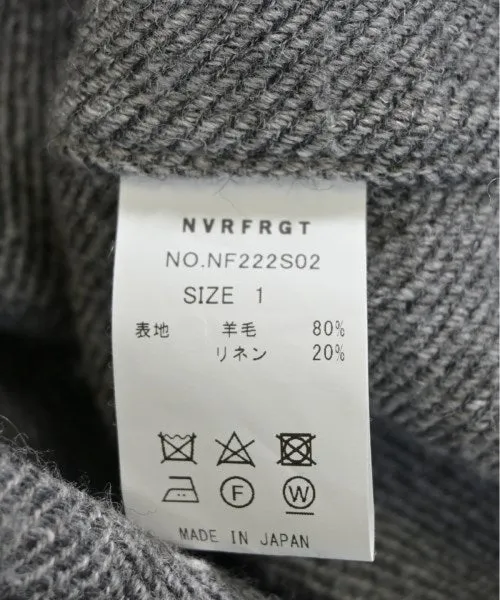 NVRFRGT
NO.NF222S02
SIZE 1
表地 羊毛 80%
リネン 20%
F W
MADE IN JAPAN